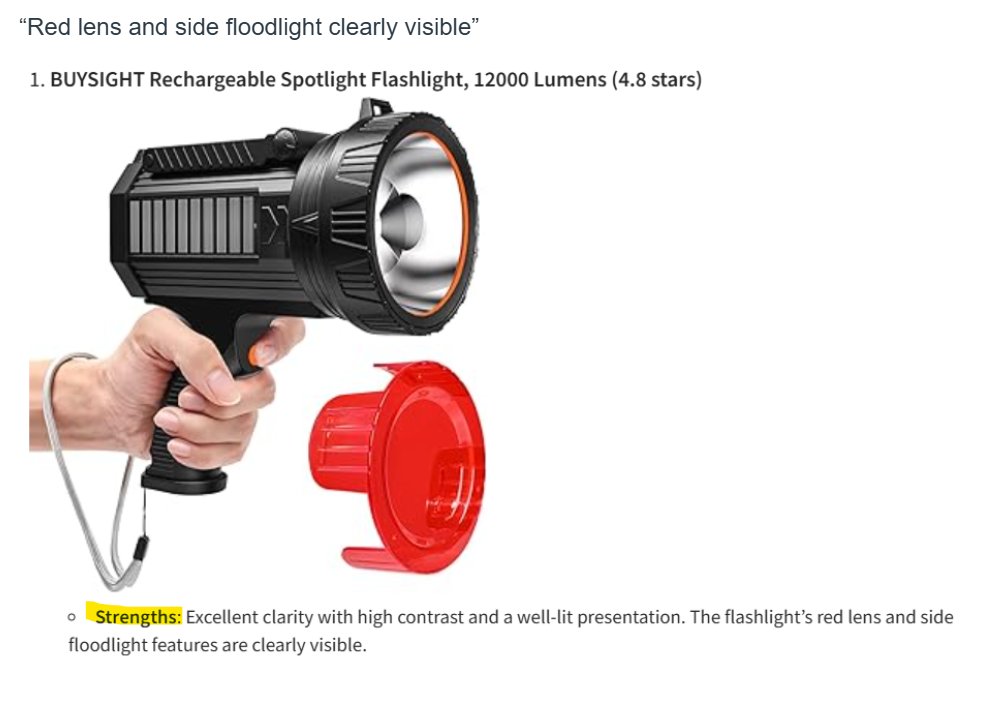 “Red lens and side floodlight clearly visible”
1. BUYSIGHT Rechargeable Spotlight Flashlight, 12000 Lumens (4.8 stars)
Strengths: Excellent clarity with high contrast and a well-lit presentation. The flashlight’s red lens and side
floodlight features are clearly visible.